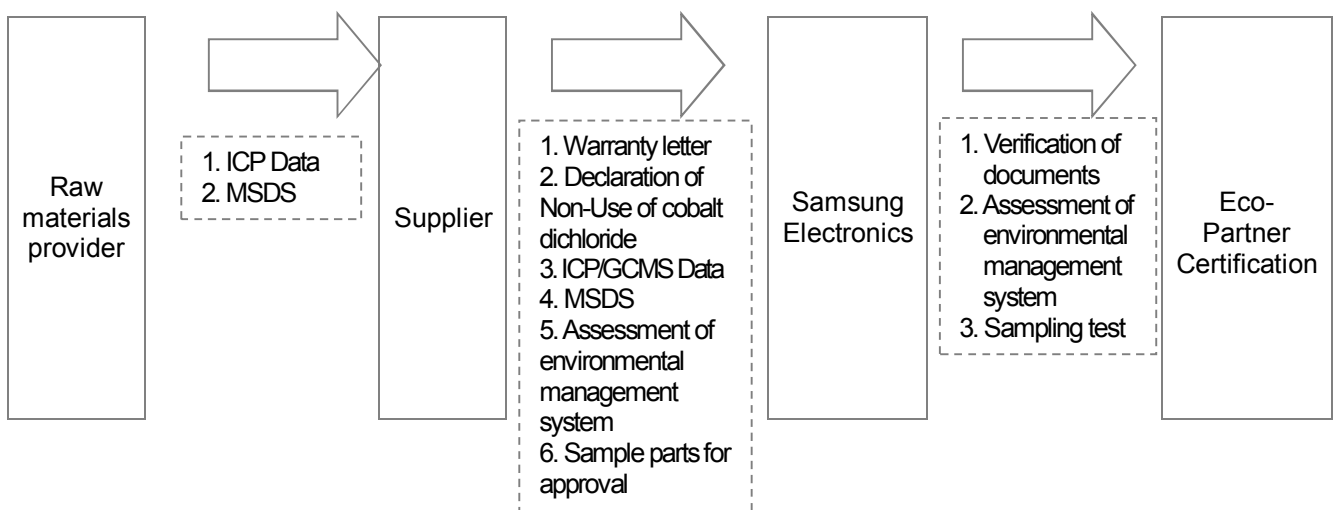 Raw
materials
provider
1. ICP Data
2. MSDS
Supplier
1. Warranty letter
2. Declaration of
Non-Use of cobalt
dichloride
3. ICP/GCMS Data
4. MSDS
5. Assessment of
environmental
management
system
6. Sample parts for
approval
Samsung
Electronics
1. Verification of
documents
2. Assessment of
environmental
management
system
3. Sampling test
Eco-
Partner
Certification